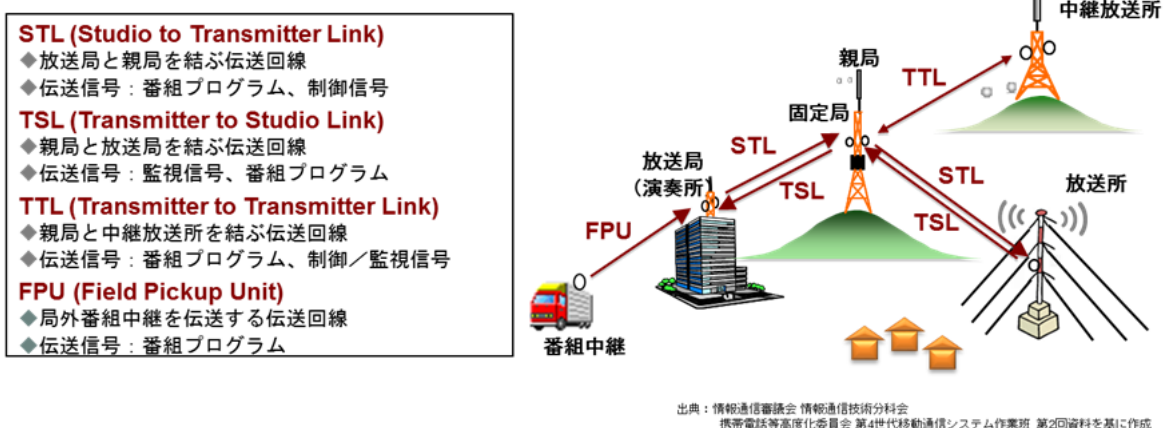 STL (Studio to Transmitter Link)
◆放送局と親局を結ぶ伝送回線
◆伝送信号：番組プログラム、制御信号
TSL (Transmitter to Studio Link)
◆親局と放送局を結ぶ伝送回線
◆伝送信号：監視信号、番組プログラム
TTL (Transmitter to Transmitter Link)
◆親局と中継放送所を結ぶ伝送回線
◆伝送信号：番組プログラム、制御／監視信号
FPU (Field Pickup Unit)
◆局外番組中継を伝送する伝送回線
◆伝送信号：番組プログラム
中継放送所
親局
TTL
固定局
STL
放送局
（演奏所）
TSL
STL
放送所
TSL
FPU
番組中継
出典：情報通信審議会 情報通信技術分科会
携帯電話等高度化委員会 第4世代移動通信システム作業班 第2回資料を基に作成